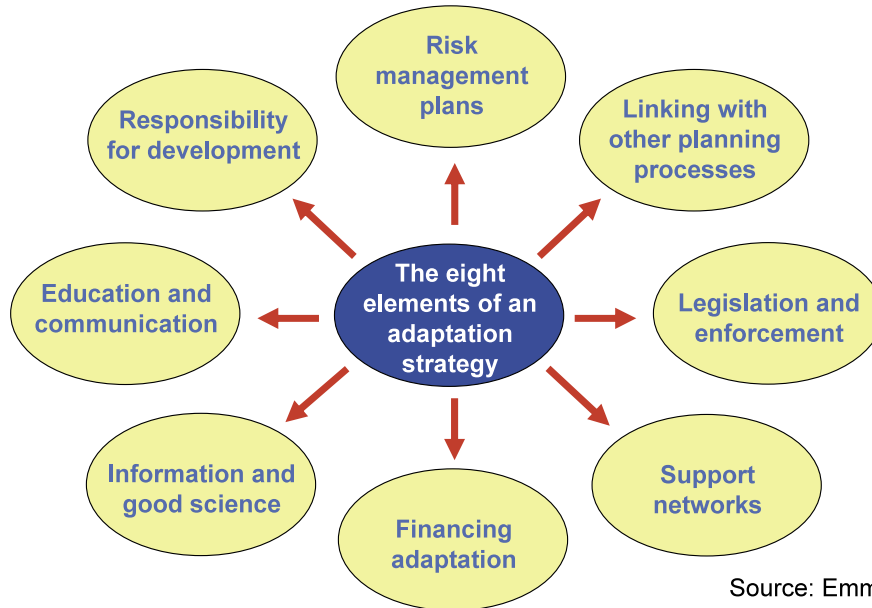 Risk
management
plans
Responsibility
for development
Linking with
other planning
processes
Education and
communication
The eight
elements of an
adaptation
strategy
Legislation and
enforcement
Information and
good science
Support
networks
Financing
adaptation
Source: Emm